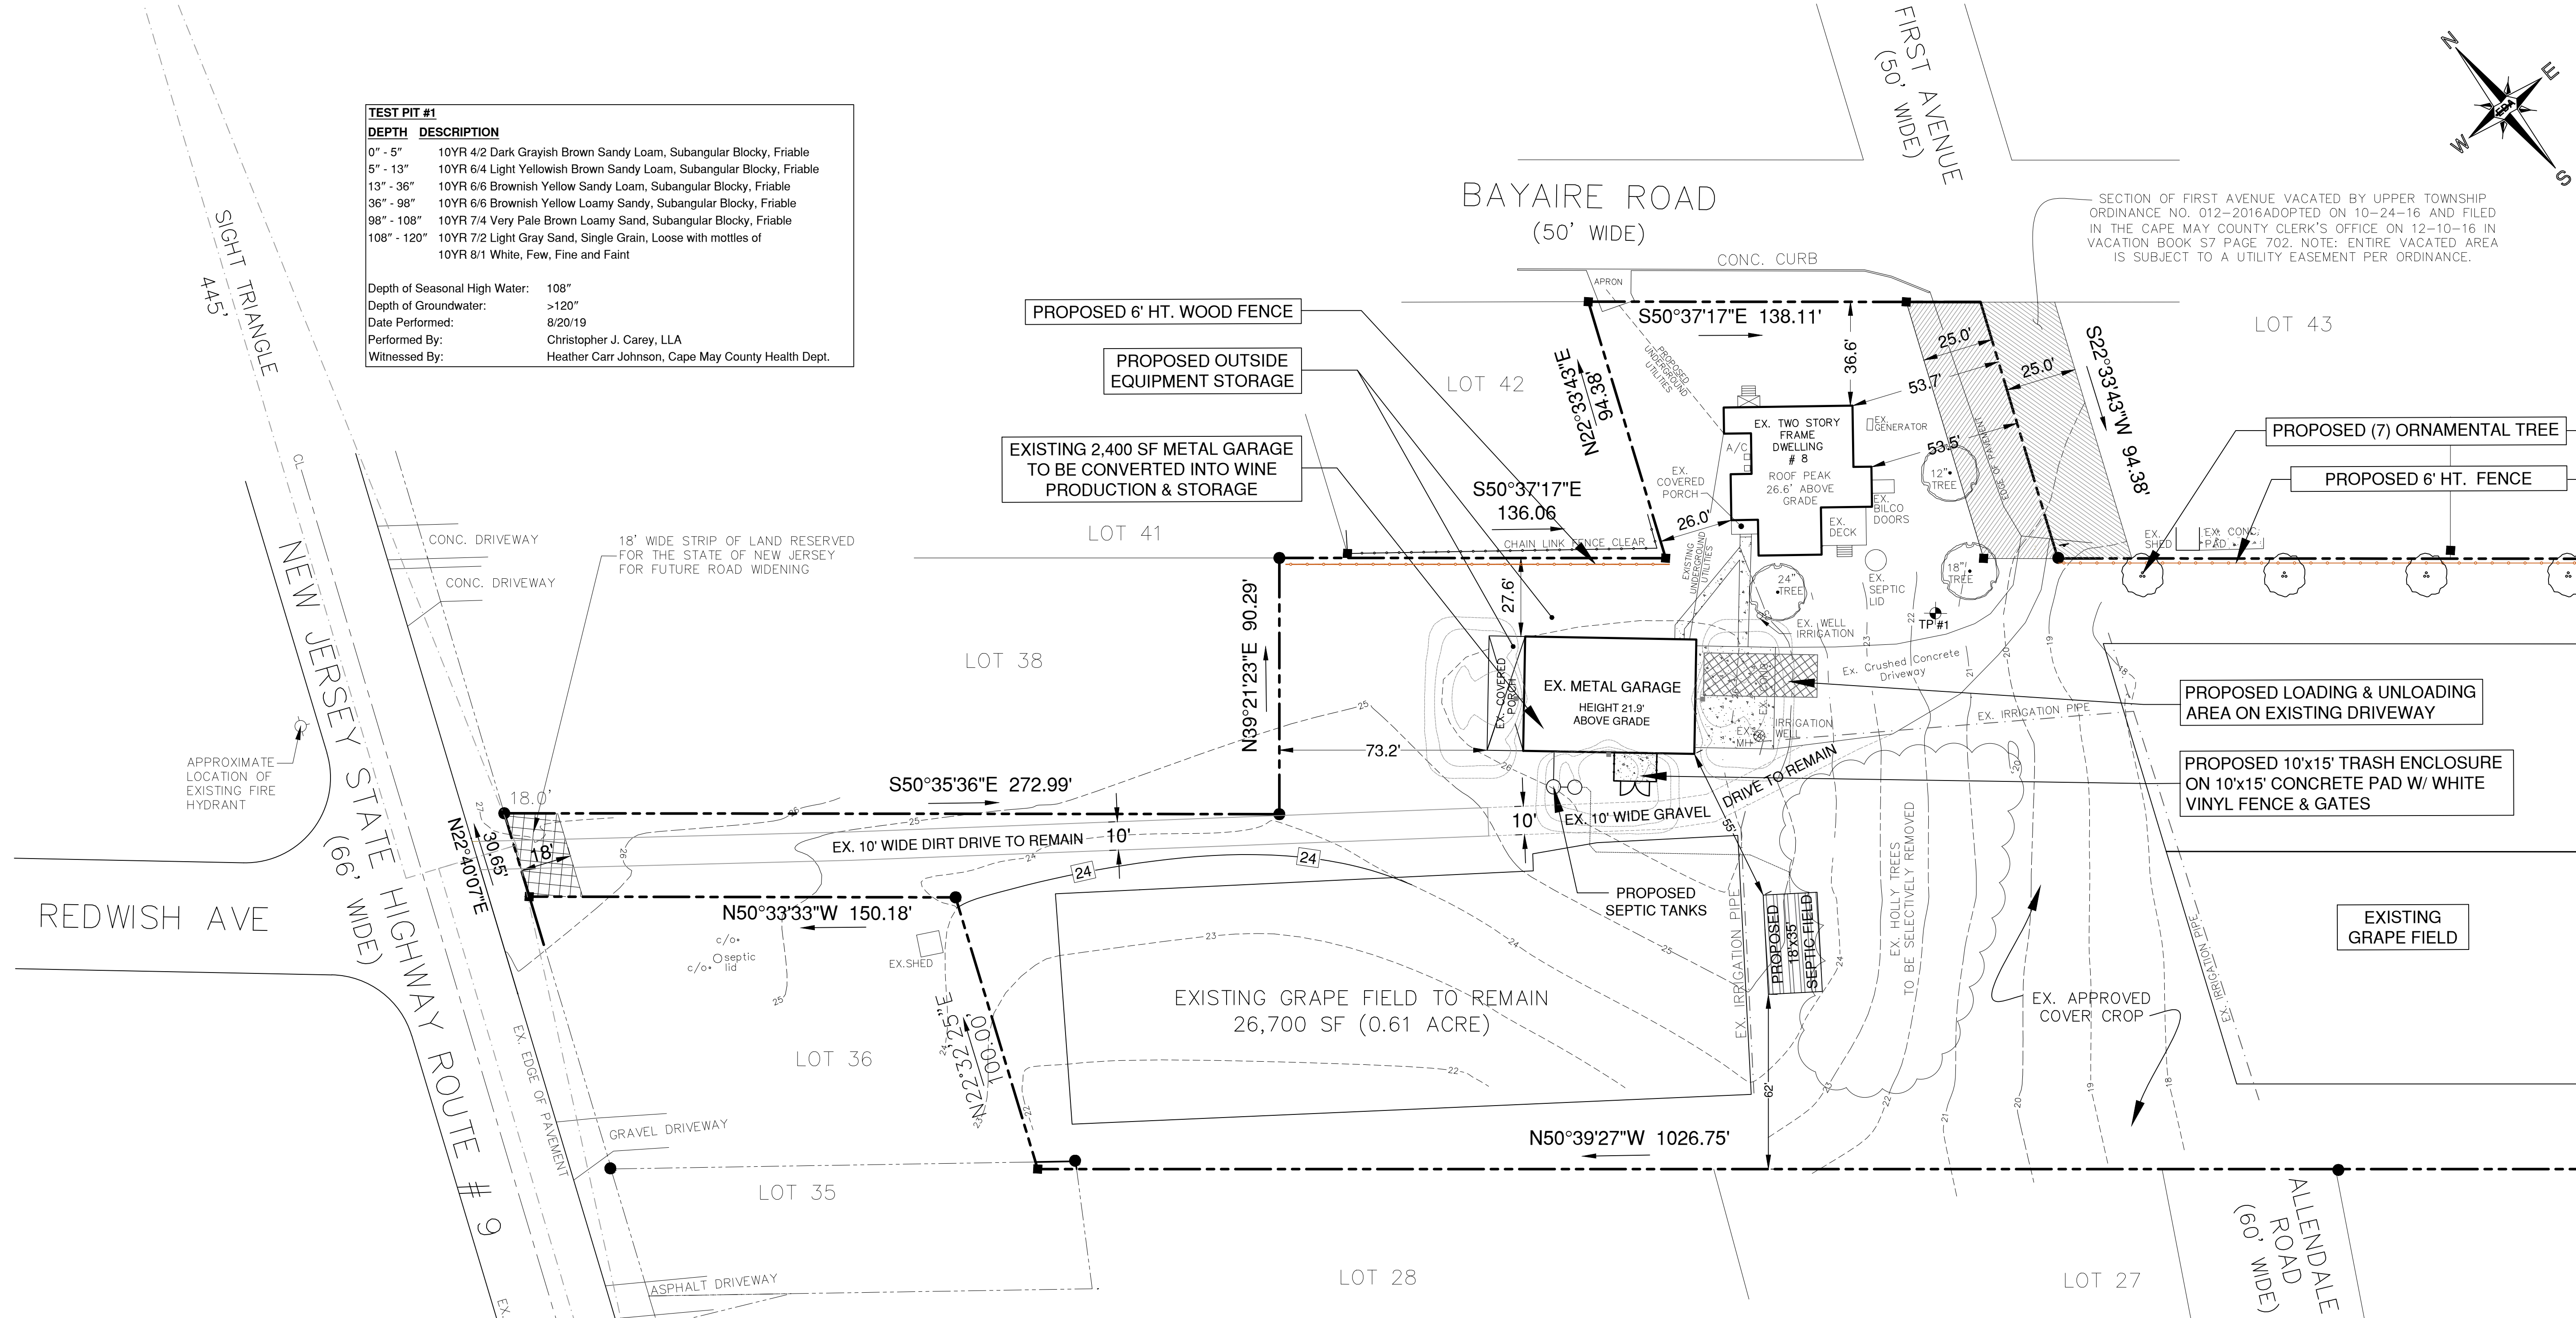 TEST PIT #1
DEPTH DESCRIPTION
0" - 5" 10YR 4/2 Dark Grayish Brown Sandy Loam, Subangular Blocky, Friable
5" - 13" 10YR 6/4 Light Yellowish Brown Sandy Loam, Subangular Blocky, Friable
13" - 36" 10YR 6/6 Brownish Yellow Sandy Loam, Subangular Blocky, Friable
36" - 98" 10YR 6/6 Brownish Yellow Loamy Sandy, Subangular Blocky, Friable
98" - 108" 10YR 7/4 Very Pale Brown Loamy Sand, Subangular Blocky, Friable
108" - 120" 10YR 7/2 Light Gray Sand, Single Grain, Loose with mottles of
10YR 8/1 White, Few, Fine and Faint
Depth of Seasonal High Water: 108"
Depth of Groundwater: >120"
Date Performed: 8/20/19
Performed By: Christopher J. Carey, LLA
Witnessed By: Heather Carr Johnson, Cape May County Health Dept.
SIGHT TRIANGLE
445'
CL
FIRST AVENUE
(50' WIDE)
N
E
S
W
EDA
BAYAIRE ROAD
(50' WIDE)
CONC. CURB
APRON
SECTION OF FIRST AVENUE VACATED BY UPPER TOWNSHIP
ORDINANCE NO. 012-2016ADOPTED ON 10-24-16 AND FILED
IN THE CAPE MAY COUNTY CLERK'S OFFICE ON 12-10-16 IN
VACATION BOOK S7 PAGE 702. NOTE: ENTIRE VACATED AREA
IS SUBJECT TO A UTILITY EASEMENT PER ORDINANCE.
PROPOSED 6' HT. WOOD FENCE
PROPOSED OUTSIDE
EQUIPMENT STORAGE
EXISTING 2,400 SF METAL GARAGE
TO BE CONVERTED INTO WINE
PRODUCTION & STORAGE
S50°37'17"E 138.11'
N22°33'43"E
94.38'
PROPOSED
UNDERGROUND
UTILITIES
36.6'
25.0'
53.7'
25.0'
53.5'
S22°33'43"W 94.38'
LOT 43
LOT 42
LOT 41
EX. TWO STORY
FRAME
DWELLING
# 8
ROOF PEAK
26.6' ABOVE
GRADE
A/C
EX.
GENERATOR
EX.
COVERED
PORCH
EX.
BILCO
DOORS
EX.
DECK
12"
TREE
EDGE OF PAVEMENT
PROPOSED (7) ORNAMENTAL TREE
PROPOSED 6' HT. FENCE
S50°37'17"E
136.06
CHAIN LINK FENCE CLEAR
26.0'
EXISTING
UNDERGROUND
UTILITIES
24"
TREE
EX.
SEPTIC
LID
18"
TREE
EX.
SHED
EX. CONC.
PAD
TP #1
EX. WELL
IRRIGATION
27.6'
CONC. DRIVEWAY
CONC. DRIVEWAY
18' WIDE STRIP OF LAND RESERVED
FOR THE STATE OF NEW JERSEY
FOR FUTURE ROAD WIDENING
LOT 38
N39°21'23"E 90.29'
EX. COVERED
PORCH
EX. METAL GARAGE
HEIGHT 21.9'
ABOVE GRADE
EX. CONC.
EX.
MH
IRRIGATION
WELL
Ex. Crushed Concrete
Driveway
EX. IRRIGATION PIPE
PROPOSED LOADING & UNLOADING
AREA ON EXISTING DRIVEWAY
PROPOSED 10'x15' TRASH ENCLOSURE
ON 10'x15' CONCRETE PAD W/ WHITE
VINYL FENCE & GATES
73.2'
NEW JERSEY STATE HIGHWAY ROUTE # 9
(66' WIDE)
APPROXIMATE
LOCATION OF
EXISTING FIRE
HYDRANT
18.0'
S50°35'36"E 272.99'
N22°40'07"E
30.65'
18'
EX. 10' WIDE DIRT DRIVE TO REMAIN
10'
10'
EX. 10' WIDE GRAVEL DRIVE TO REMAIN
55'
24
24
REDWISH AVE
N50°33'33"W 150.18'
c/o
c/o
septic
lid
EX.SHED
PROPOSED
SEPTIC TANKS
PROPOSED
18'x35'
SEPTIC FIELD
EX. IRRIGATION PIPE
EX. HOLLY TREES
TO BE SELECTIVELY REMOVED
EX. IRRIGATION PIPE
EXISTING
GRAPE FIELD
EX. APPROVED
COVER CROP
EXISTING GRAPE FIELD TO REMAIN
26,700 SF (0.61 ACRE)
N22°32'25"E
100.00'
LOT 36
EX. EDGE OF PAVEMENT
GRAVEL DRIVEWAY
62'
N50°39'27"W 1026.75'
LOT 35
ASPHALT DRIVEWAY
EX.
LOT 28
LOT 27
ALLENDALE
ROAD
(60' WIDE)